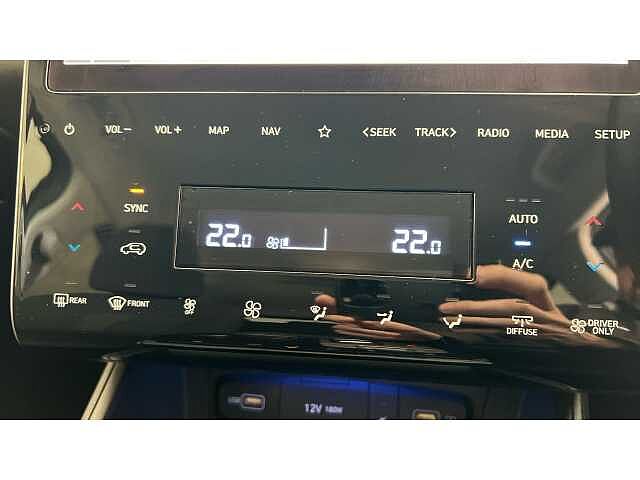 VOL− VOL+ MAP NAV ☆ <SEEK TRACK> RADIO MEDIA SETUP
SYNC AUTO
22.0 22.0
A/C
REAR FRONT DIFFUSE DRIVER ONLY
12V 180W